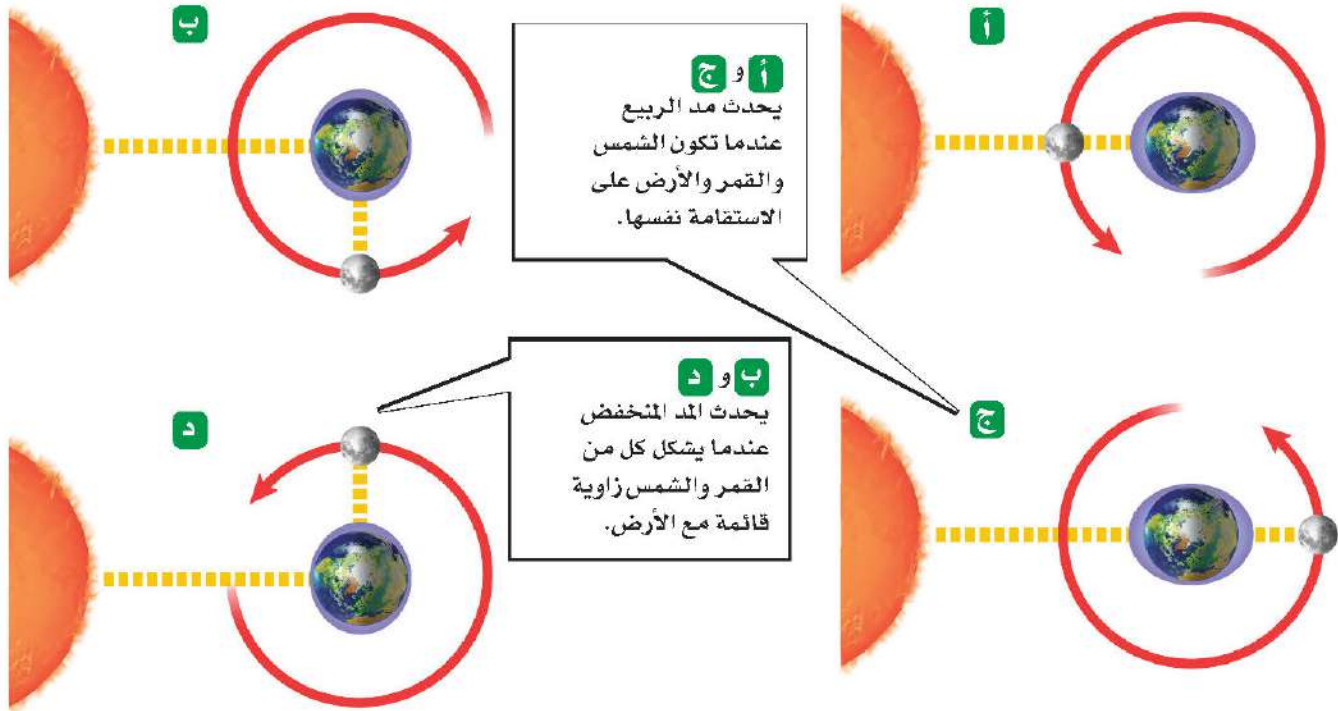 أ
ب
أ و ج
يحدث مد الربيع
عندما تكون الشمس
والقمر والأرض على
الاستقامة نفسها.
ب و د
يحدث المد المنخفض
عندما يشكل كل من
القمر والشمس زاوية
قائمة مع الأرض.
ج
د